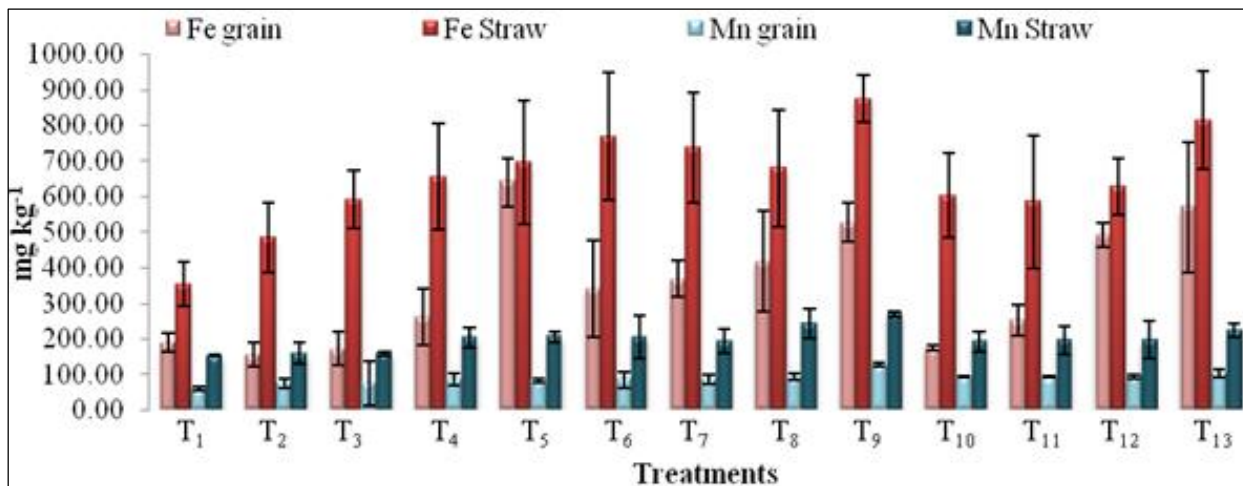 Fe grain Fe Straw Mn grain Mn Straw
1000.00
900.00
800.00
700.00
600.00
500.00
400.00
300.00
200.00
100.00
0.00
mg kg⁻¹
T₁ T₂ T₃ T₄ T₅ T₆ T₇ T₈ T₉ T₁₀ T₁₁ T₁₂ T₁₃
Treatments